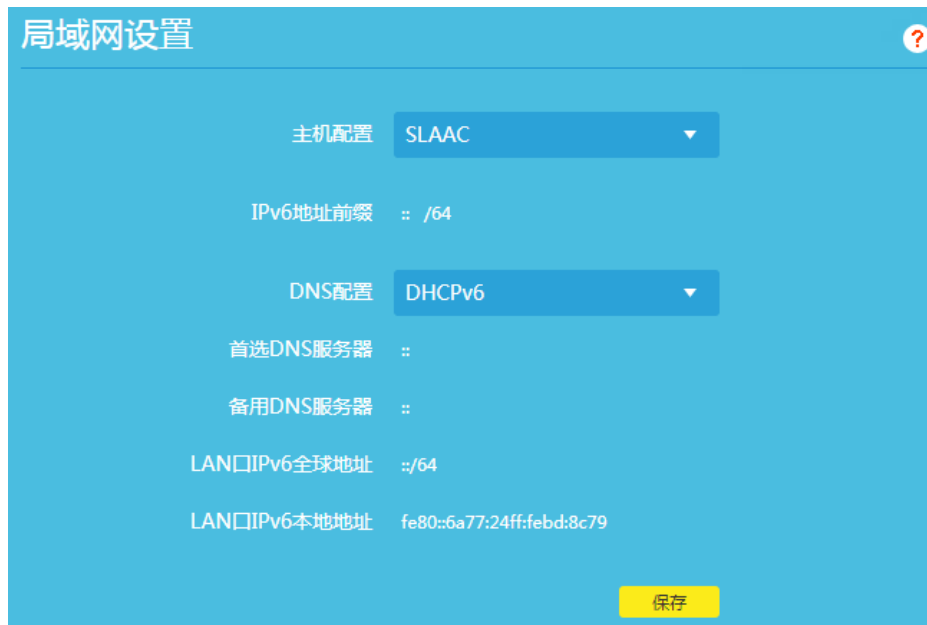 局域网设置
?
主机配置 SLAAC
IPv6地址前缀 :: /64
DNS配置 DHCPv6
首选DNS服务器 ::
备用DNS服务器 ::
LAN口IPv6全球地址 ::/64
LAN口IPv6本地地址 fe80::6a77:24ff:febd:8c79
保存